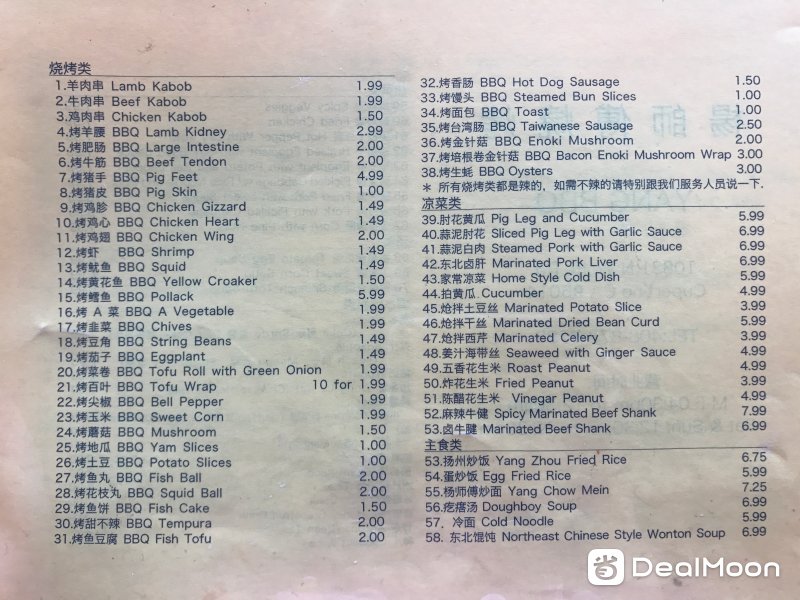 烧烤类
1.羊肉串 Lamb Kabob 1.99
2.牛肉串 Beef Kabob 1.99
3.鸡肉串 Chicken Kabob 1.50
4.烤羊腰 BBQ Lamb Kidney 2.99
5.烤肥肠 BBQ Large Intestine 2.00
6.烤牛筋 BBQ Beef Tendon 2.00
7.烤猪手 BBQ Pig Feet 4.99
8.烤猪皮 BBQ Pig Skin 1.00
9.烤鸡胗 BBQ Chicken Gizzard 1.49
10.烤鸡心 BBQ Chicken Heart 1.49
11.烤鸡翅 BBQ Chicken Wing 2.00
12.烤虾 BBQ Shrimp 1.49
13.烤鱿鱼 BBQ Squid 1.49
14.烤黄花鱼 BBQ Yellow Croaker 1.50
15.烤鳕鱼 BBQ Pollack 5.99
16.烤 A 菜 BBQ A Vegetable 1.99
17.烤韭菜 BBQ Chives 1.99
18.烤豆角 BBQ String Beans 1.49
19.烤茄子 BBQ Eggplant 1.49
20.烤菜卷 BBQ Tofu Roll with Green Onion 1.99
21.烤百叶 BBQ Tofu Wrap 10 for 1.99
22.烤尖椒 BBQ Bell Pepper 1.99
23.烤玉米 BBQ Sweet Corn 1.99
24.烤蘑菇 BBQ Mushroom 1.50
25.烤地瓜 BBQ Yam Slices 1.00
26.烤土豆 BBQ Potato Slices 1.00
27.烤鱼丸 BBQ Fish Ball 2.00
28.烤花枝丸 BBQ Squid Ball 2.00
29.烤鱼饼 BBQ Fish Cake 1.50
30.烤甜不辣 BBQ Tempura 2.00
31.烤鱼豆腐 BBQ Fish Tofu 2.00
32.烤香肠 BBQ Hot Dog Sausage 1.50
33.烤馒头 BBQ Steamed Bun Slices 1.00
34.烤面包 BBQ Toast 1.00
35.烤台湾肠 BBQ Taiwanese Sausage 2.50
36.烤金针菇 BBQ Enoki Mushroom 2.00
37.烤培根卷金针菇 BBQ Bacon Enoki Mushroom Wrap 3.00
38.烤生蚝 BBQ Oysters 3.00
* 所有烧烤类都是辣的，如需不辣的请特别跟我们服务人员说一下.
凉菜类
39.肘花黄瓜 Pig Leg and Cucumber 5.99
40.蒜泥肘花 Sliced Pig Leg with Garlic Sauce 6.99
41.蒜泥白肉 Steamed Pork with Garlic Sauce 6.99
42.东北卤肝 Marinated Pork Liver 6.99
43.家常凉菜 Home Style Cold Dish 5.99
44.拍黄瓜 Cucumber 4.99
45.炝拌土豆丝 Marinated Potato Slice 3.99
46.炝拌干丝 Marinated Dried Bean Curd 5.99
47.炝拌西芹 Marinated Celery 3.99
48.姜汁海带丝 Seaweed with Ginger Sauce 4.99
49.五香花生米 Roast Peanut 4.99
50.炸花生米 Fried Peanut 3.99
51.陈醋花生米 Vinegar Peanut 4.99
52.麻辣牛健 Spicy Marinated Beef Shank 7.99
53.卤牛腱 Marinated Beef Shank 6.99
主食类
53.扬州炒饭 Yang Zhou Fried Rice 6.75
54.蛋炒饭 Egg Fried Rice 5.99
55.杨师傅炒面 Yang Chow Mein 7.25
56.疙瘩汤 Doughboy Soup 6.99
57. 冷面 Cold Noodle 5.99
58. 东北馄饨 Northeast Chinese Style Wonton Soup 6.99
省 DealMoon